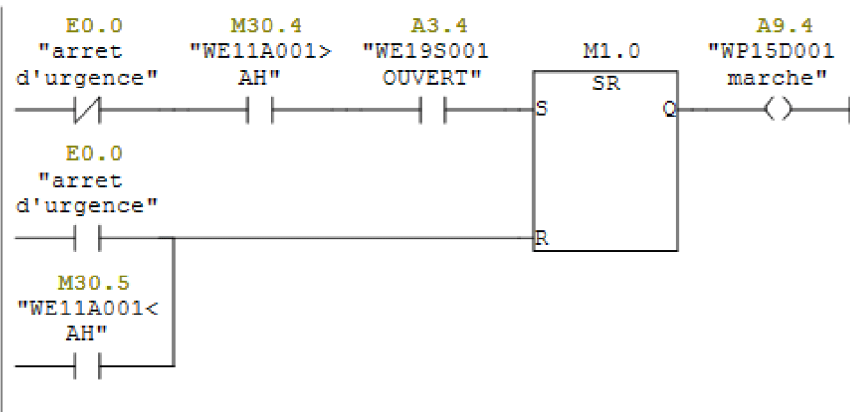 E0.0 M30.4 A3.4 A9.4
"arret "WE11A001> "WE19S001 M1.0 "WP15D001
d'urgence" AH" OUVERT" SR marche"
S Q
E0.0
"arret
d'urgence"
R
M30.5
"WE11A001<
AH"